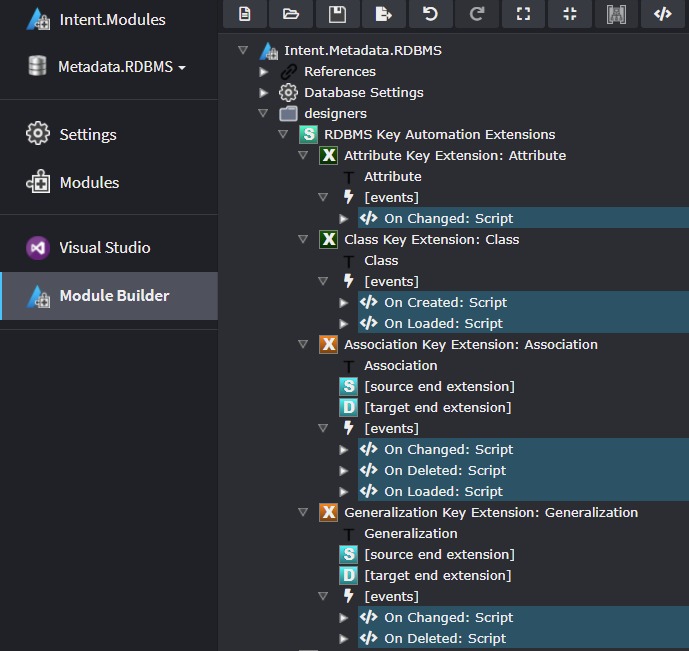 Intent.Modules
Metadata.RDBMS
Settings
Modules
Visual Studio
Module Builder
Intent.Metadata.RDBMS
References
Database Settings
designers
S RDBMS Key Automation Extensions
X Attribute Key Extension: Attribute
T Attribute
[events]
</> On Changed: Script
X Class Key Extension: Class
T Class
[events]
</> On Created: Script
</> On Loaded: Script
X Association Key Extension: Association
T Association
S [source end extension]
D [target end extension]
[events]
</> On Changed: Script
</> On Deleted: Script
</> On Loaded: Script
X Generalization Key Extension: Generalization
T Generalization
S [source end extension]
D [target end extension]
[events]
</> On Changed: Script
</> On Deleted: Script